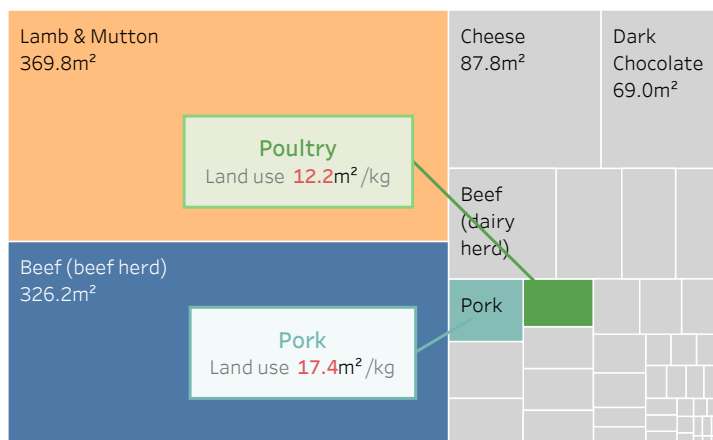 Lamb & Mutton
369.8m²
Cheese
87.8m²
Dark
Chocolate
69.0m²
Poultry
Land use 12.2m²/kg
Beef
(dairy
herd)
Beef (beef herd)
326.2m²
Pork
Pork
Land use 17.4m²/kg